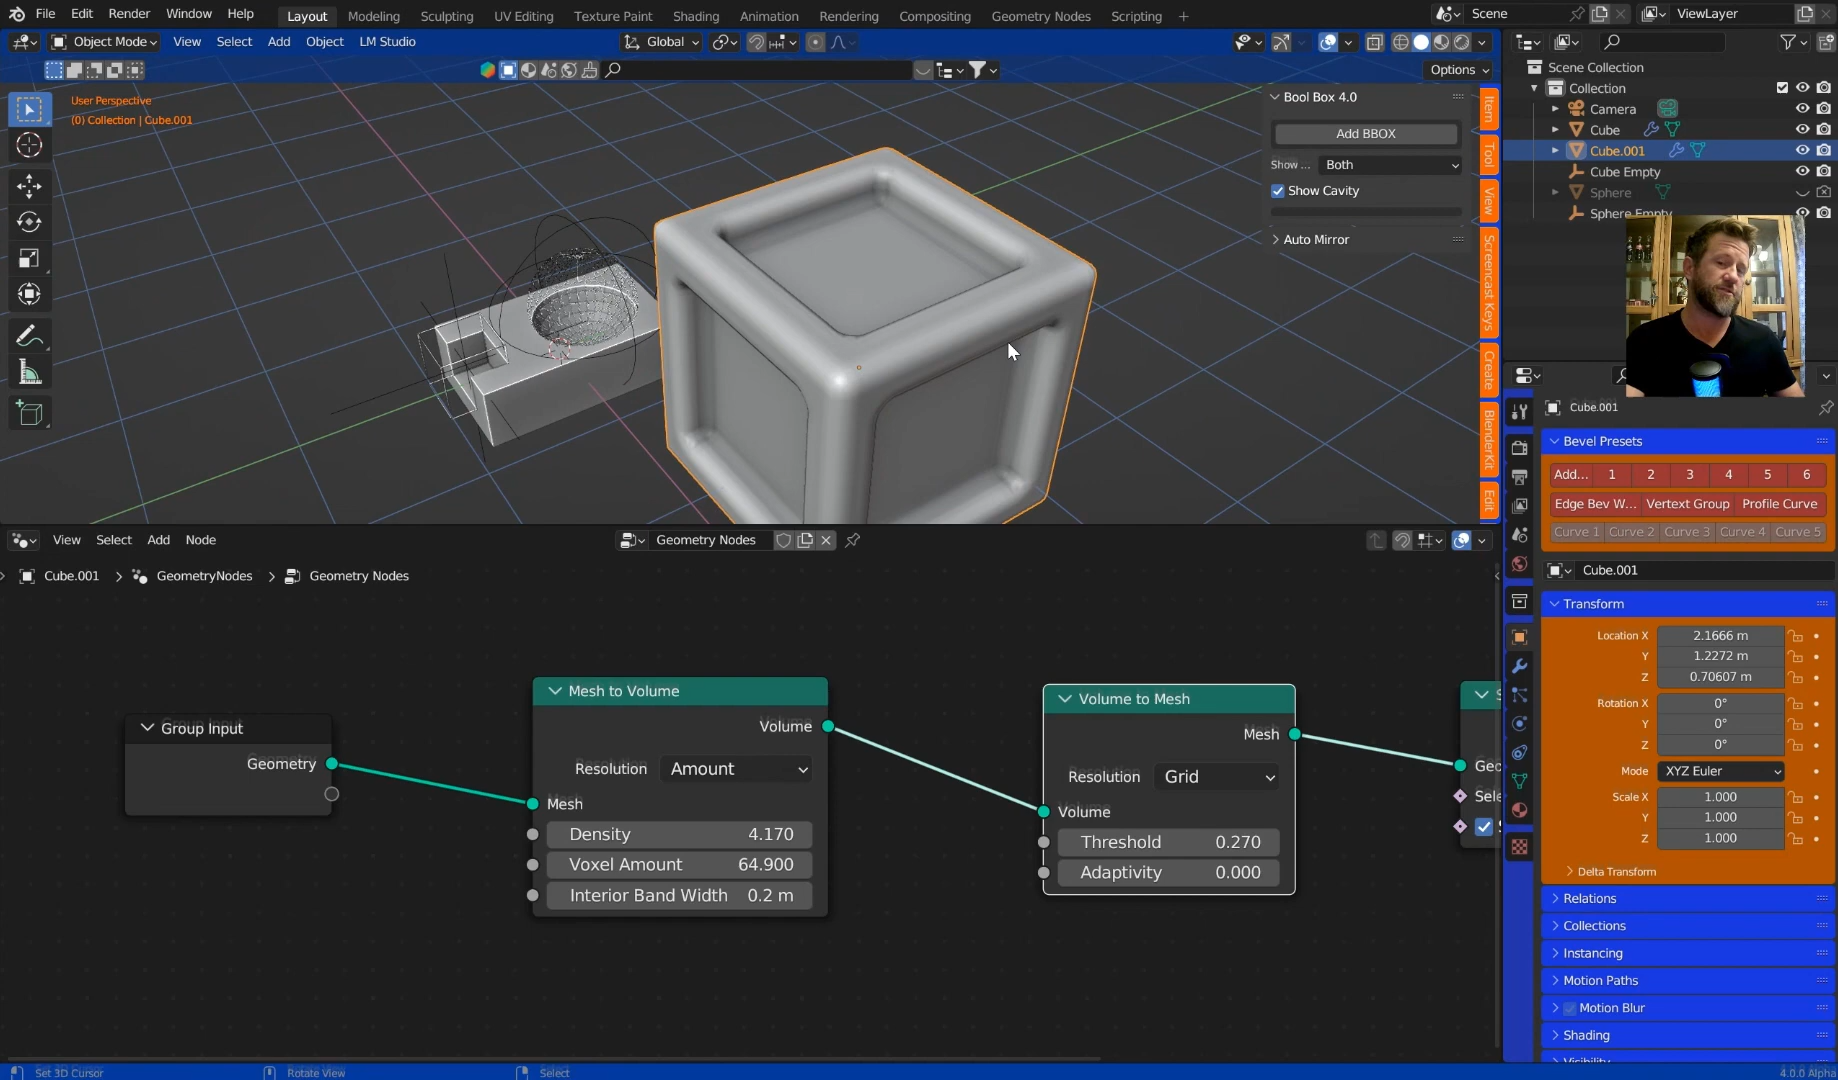 File Edit Render Window Help Layout Modeling Sculpting UV Editing Texture Paint Shading Animation Rendering Compositing Geometry Nodes Scripting + Scene ViewLayer
Object Mode View Select Add Object LM Studio Global
Options
User Perspective
(0) Collection | Cube.001
Bool Box 4.0
Add BBOX
Show ... Both
Show Cavity
Auto Mirror
Item
Tool
View
Screencast Keys
Create
BlenderKit
Edit
Scene Collection
Collection
Camera
Cube
Cube.001
Cube Empty
Sphere
Sphere Empty
Cube.001
Bevel Presets
Add... 1 2 3 4 5 6
Edge Bev W... Vertext Group Profile Curve
Curve 1 Curve 2 Curve 3 Curve 4 Curve 5
Cube.001
Transform
Location X 2.1666 m
Y 1.2272 m
Z 0.70607 m
Rotation X 0°
Y 0°
Z 0°
Mode XYZ Euler
Scale X 1.000
Y 1.000
Z 1.000
Delta Transform
Relations
Collections
Instancing
Motion Paths
Motion Blur
Shading
Visibility
View Select Add Node Geometry Nodes
Cube.001 > GeometryNodes > Geometry Nodes
Group Input
Geometry
Mesh to Volume
Volume
Resolution Amount
Mesh
Density 4.170
Voxel Amount 64.900
Interior Band Width 0.2 m
Volume to Mesh
Mesh
Resolution Grid
Volume
Threshold 0.270
Adaptivity 0.000
S
Geo
Sele
S
Set 3D Cursor Rotate View Select 4.0.0 Alpha